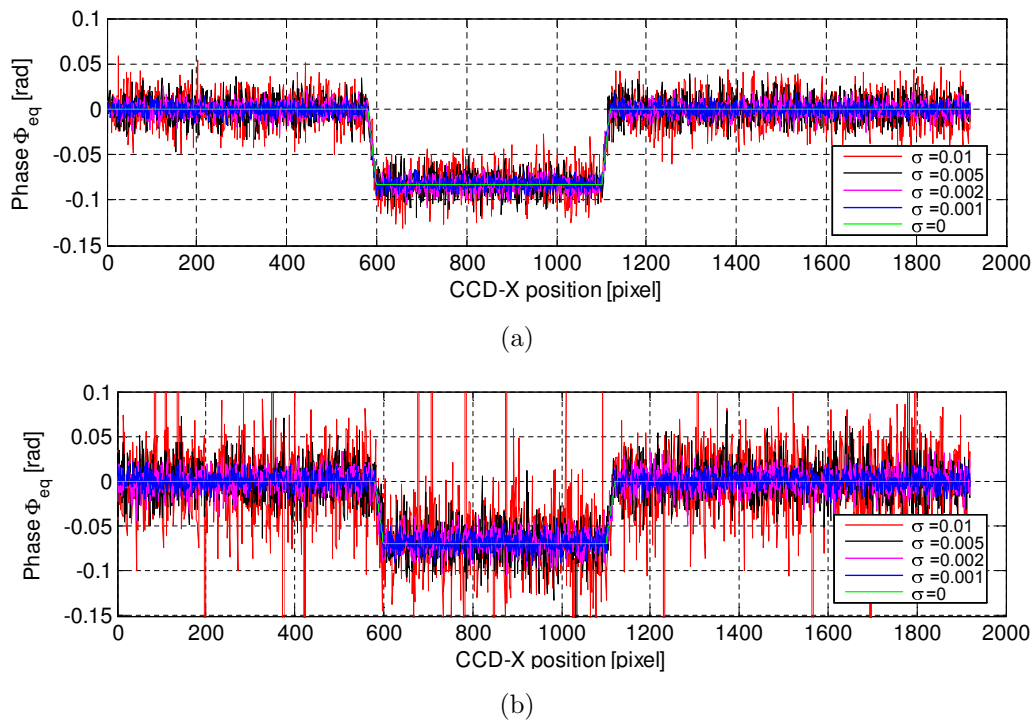 0.1
0.05
0
-0.05
-0.1
-0.15
Phase Φeq [rad]
σ =0.01
σ =0.005
σ =0.002
σ =0.001
σ=0
0 200 400 600 800 1000 1200 1400 1600 1800 2000
CCD-X position [pixel]
(a)
0.1
0.05
0
-0.05
-0.1
-0.15
Phase Φeq [rad]
σ =0.01
σ =0.005
σ =0.002
σ =0.001
σ=0
0 200 400 600 800 1000 1200 1400 1600 1800 2000
CCD-X position [pixel]
(b)